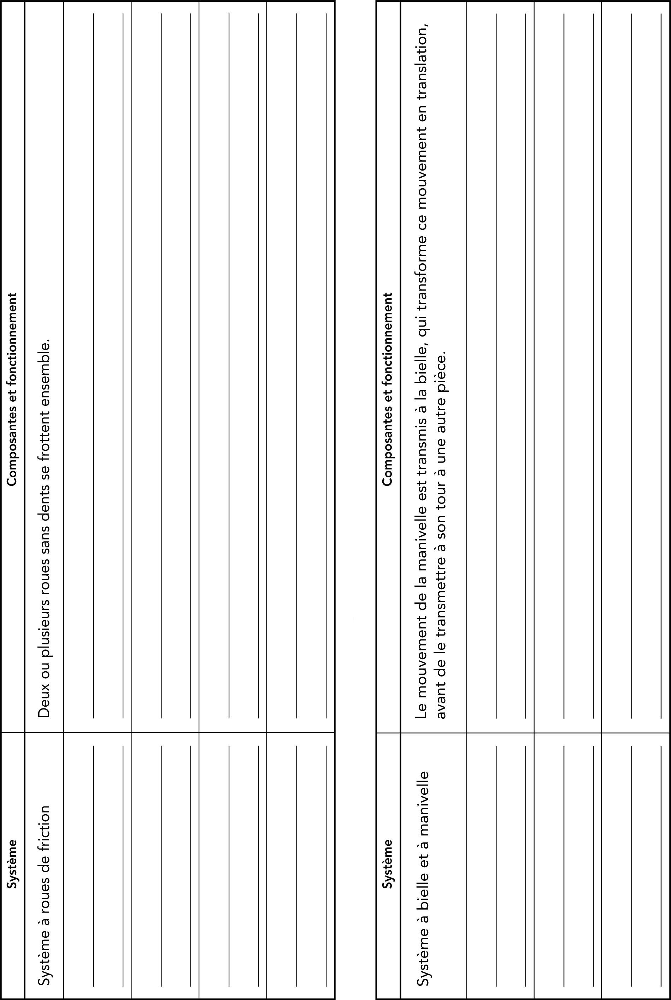 Système
Composantes et fonctionnement
Système à roues de friction
Deux ou plusieurs roues sans dents se frottent ensemble.
Système
Composantes et fonctionnement
Système à bielle et à manivelle
Le mouvement de la manivelle est transmis à la bielle, qui transforme ce mouvement en translation,
avant de le transmettre à son tour à une autre pièce.